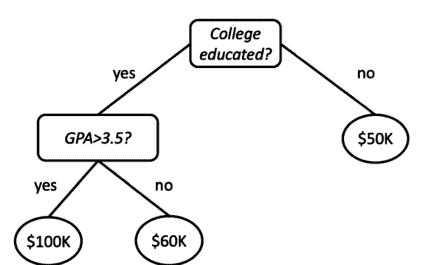 College
educated?
yes
no
GPA>3.5?
$50K
yes
no
$100K
$60K